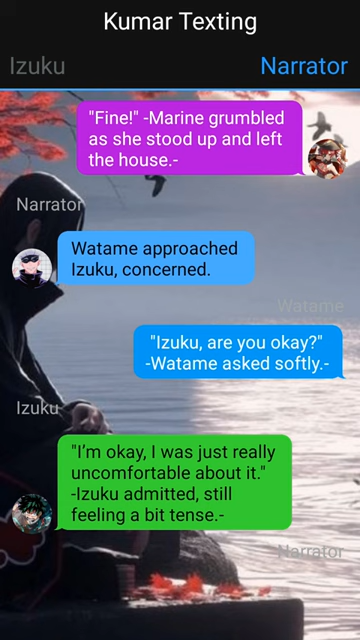 Kumar Texting
Izuku
Narrator
"Fine!" -Marine grumbled
as she stood up and left
the house.-
Narrator
Watame approached
Izuku, concerned.
Watame
"Izuku, are you okay?"
-Watame asked softly.-
Izuku
"I'm okay, I was just really
uncomfortable about it."
-Izuku admitted, still
feeling a bit tense.-
Narrator